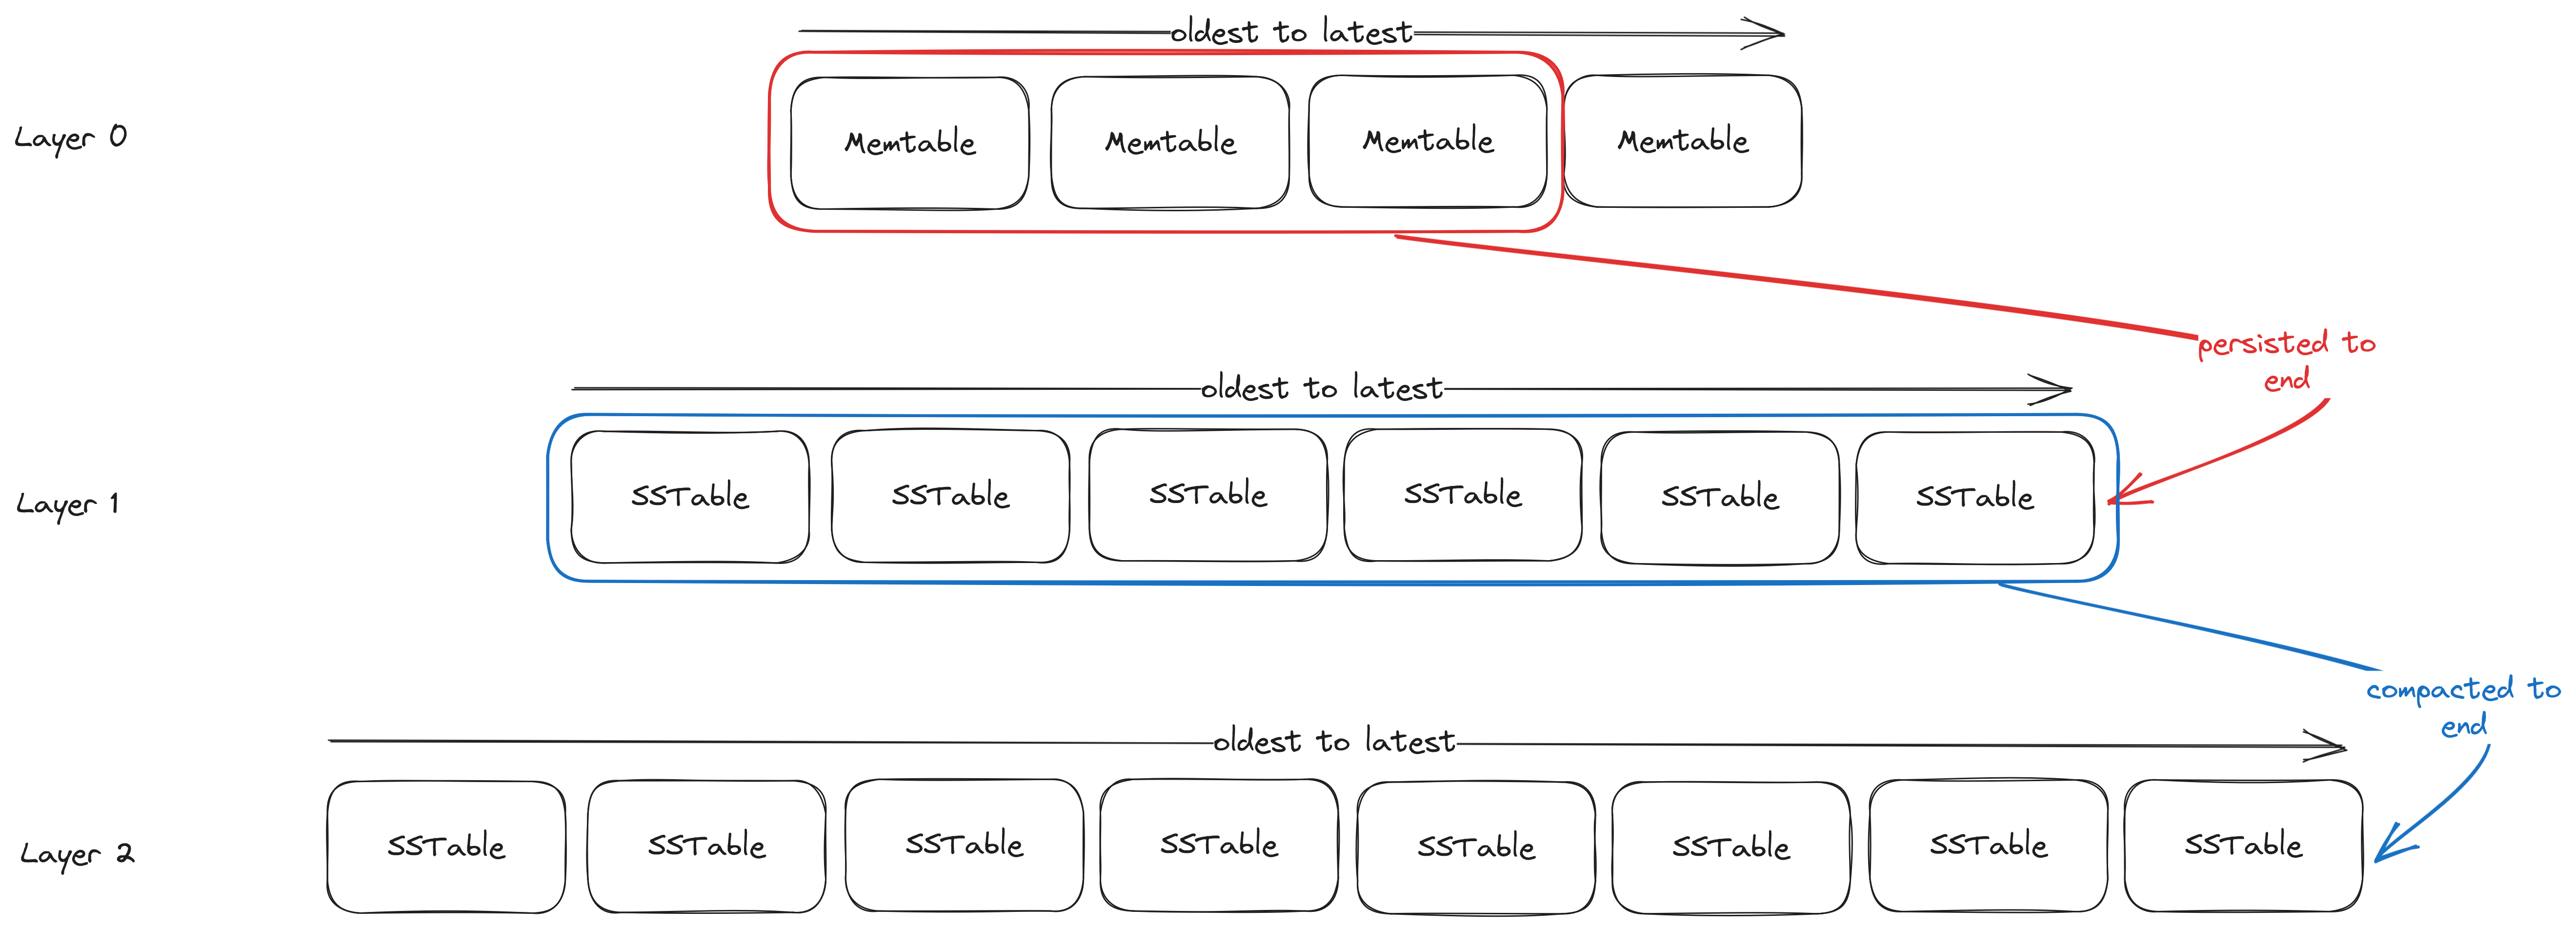 oldest to latest
Layer 0
Memtable
Memtable
Memtable
Memtable
persisted to
end
oldest to latest
Layer 1
SSTable
SSTable
SSTable
SSTable
SSTable
SSTable
compacted to
end
oldest to latest
Layer 2
SSTable
SSTable
SSTable
SSTable
SSTable
SSTable
SSTable
SSTable